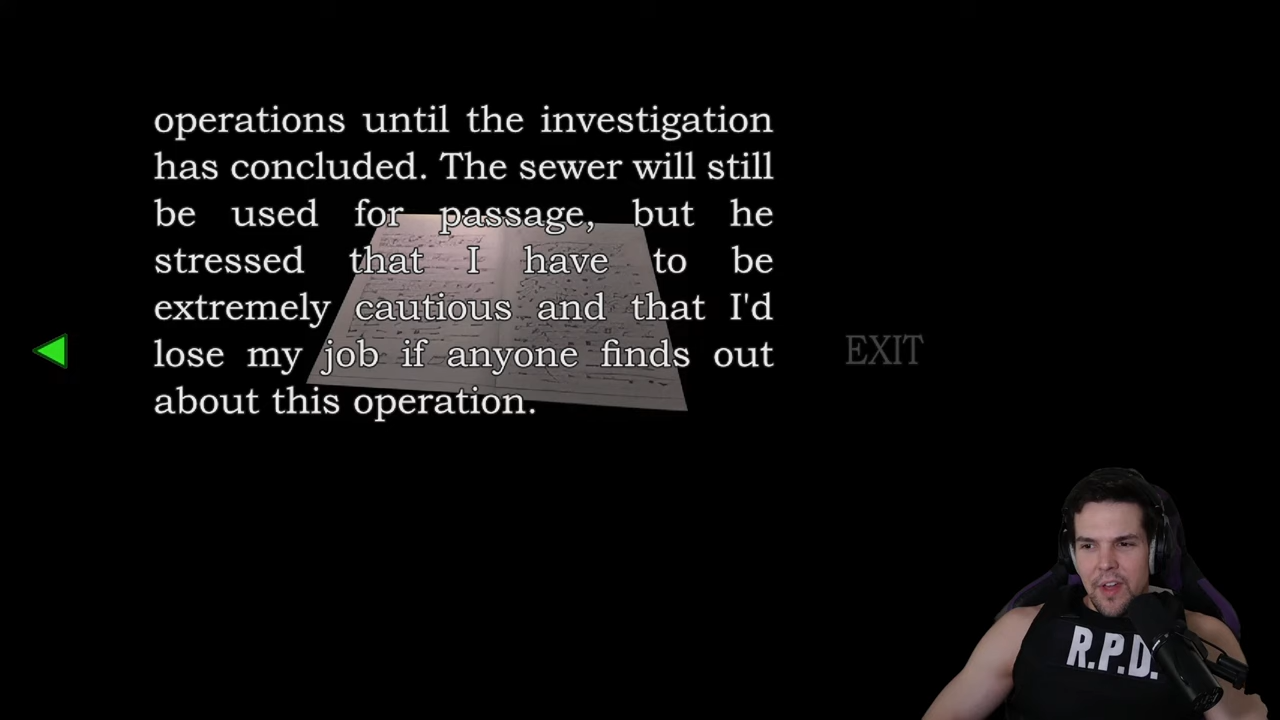 operations until the investigation
has concluded. The sewer will still
be used for passage, but he
stressed that I have to be
extremely cautious and that I'd
lose my job if anyone finds out
about this operation.
EXIT
R.P.D.